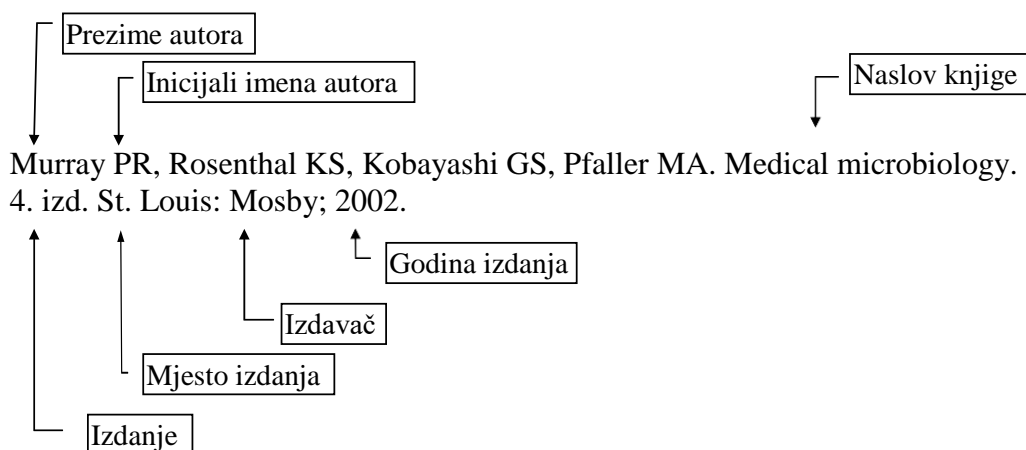 Prezime autora
Inicijali imena autora
Naslov knjige
Murray PR, Rosenthal KS, Kobayashi GS, Pfaller MA. Medical microbiology.
4. izd. St. Louis: Mosby; 2002.
Godina izdanja
Izdavač
Mjesto izdanja
Izdanje